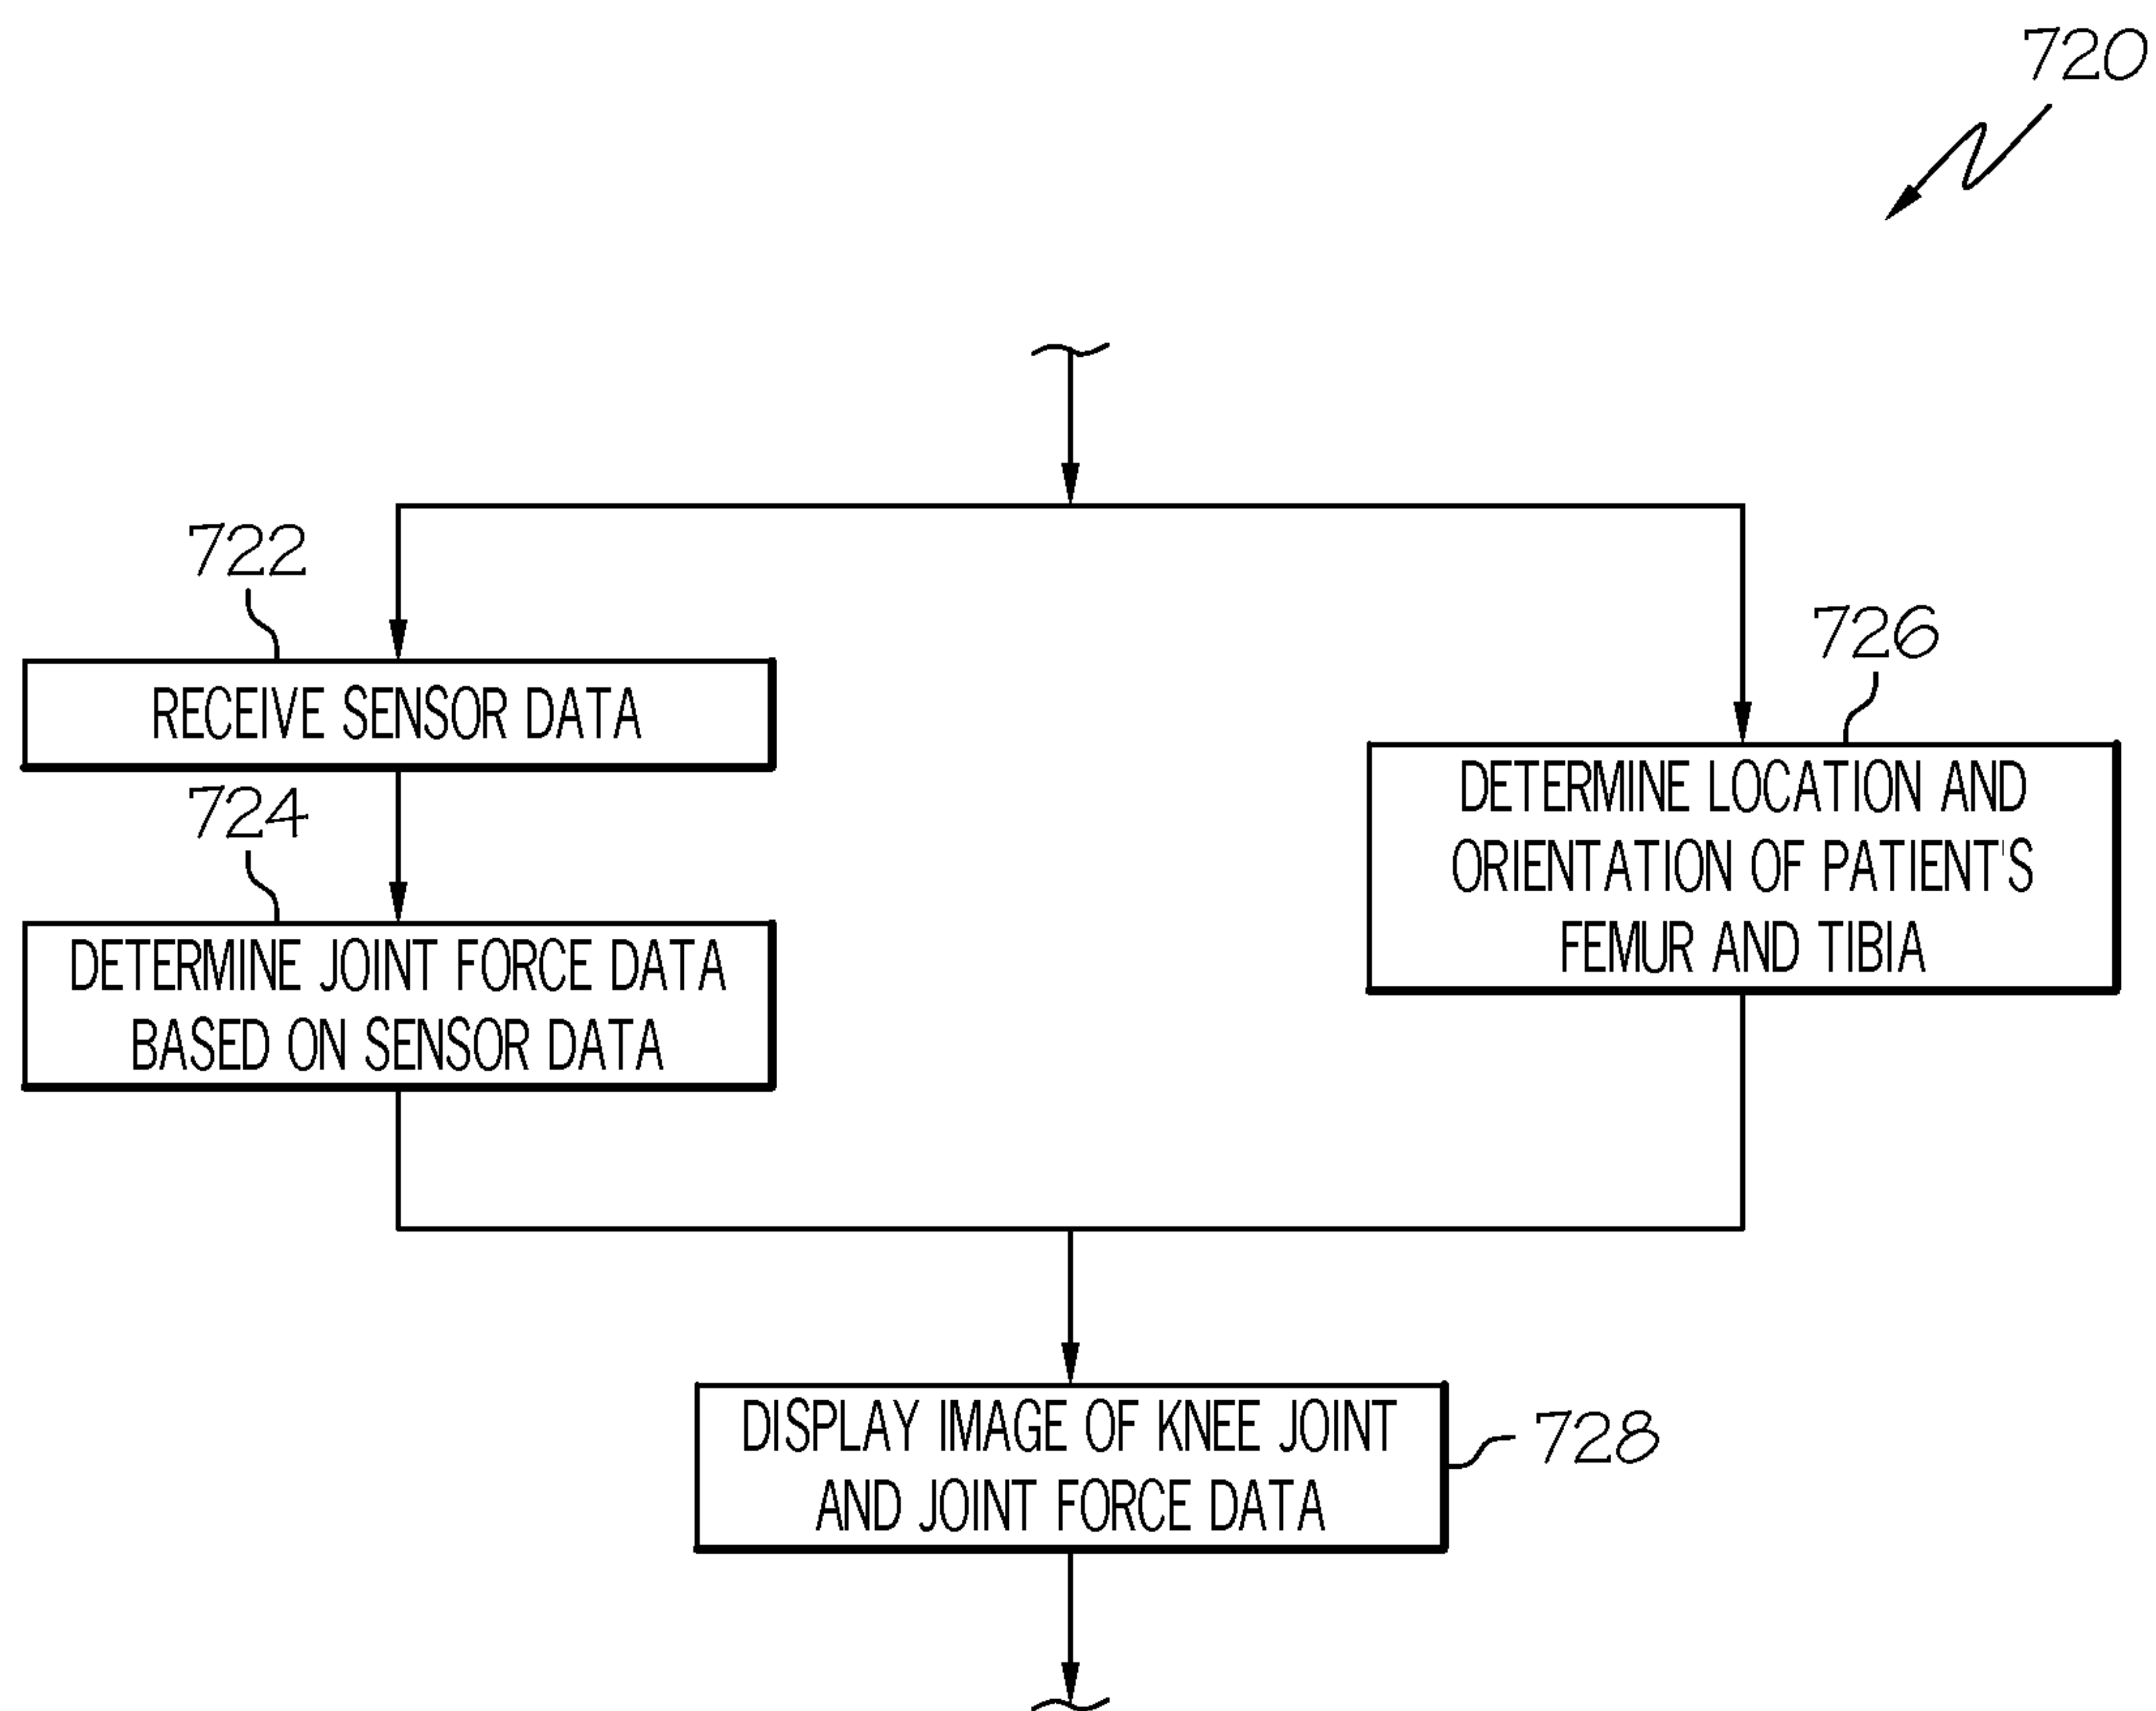 720
722
RECEIVE SENSOR DATA
726
DETERMINE LOCATION AND
ORIENTATION OF PATIENT'S
FEMUR AND TIBIA
724
DETERMINE JOINT FORCE DATA
BASED ON SENSOR DATA
DISPLAY IMAGE OF KNEE JOINT
AND JOINT FORCE DATA
728